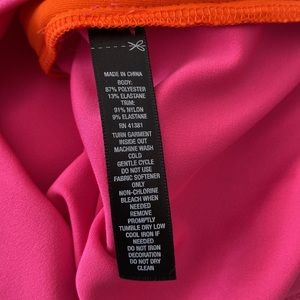 MADE IN CHINA
BODY:
87% POLYESTER
13% ELASTANE
TRIM:
91% NYLON
9% ELASTANE
RN 41381
TURN GARMENT
INSIDE OUT
MACHINE WASH
COLD
GENTLE CYCLE
DO NOT USE
FABRIC SOFTENER
ONLY
NON-CHLORINE
BLEACH WHEN
NEEDED
REMOVE
PROMPTLY
TUMBLE DRY LOW
COOL IRON IF
NEEDED
DO NOT IRON
DECORATION
DO NOT DRY
CLEAN